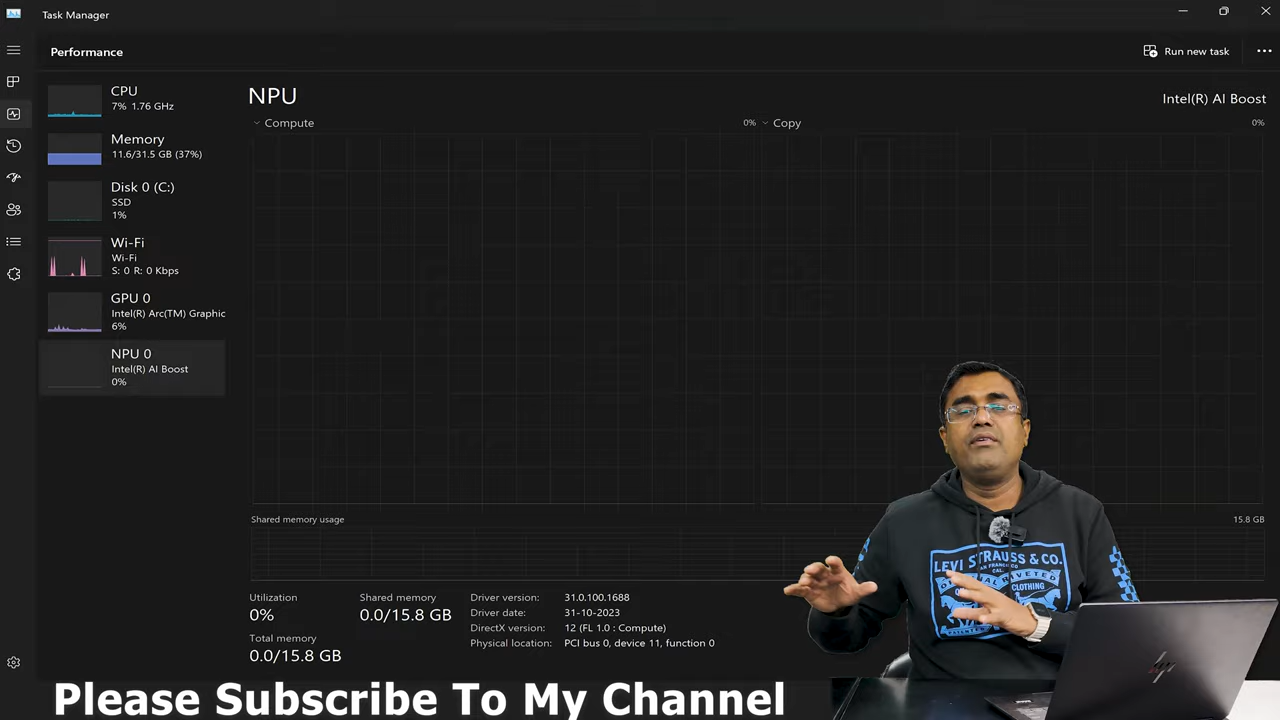 Task Manager
Performance
Run new task
CPU
7% 1.76 GHz
Memory
11.6/31.5 GB (37%)
Disk 0 (C:)
SSD
1%
Wi-Fi
Wi-Fi
S: 0 R: 0 Kbps
GPU 0
Intel(R) Arc(TM) Graphic
6%
NPU 0
Intel(R) AI Boost
0%
NPU
Intel(R) AI Boost
Compute 0%
Copy 0%
Shared memory usage 15.8 GB
Utilization
0%
Shared memory
0.0/15.8 GB
Total memory
0.0/15.8 GB
Driver version: 31.0.100.1688
Driver date: 31-10-2023
DirectX version: 12 (FL 1.0 : Compute)
Physical location: PCI bus 0, device 11, function 0
LEVI STRAUSS & CO.
SAN FRANCISCO
CAL.
RIVETED
CLOTHING
Please Subscribe To My Channel